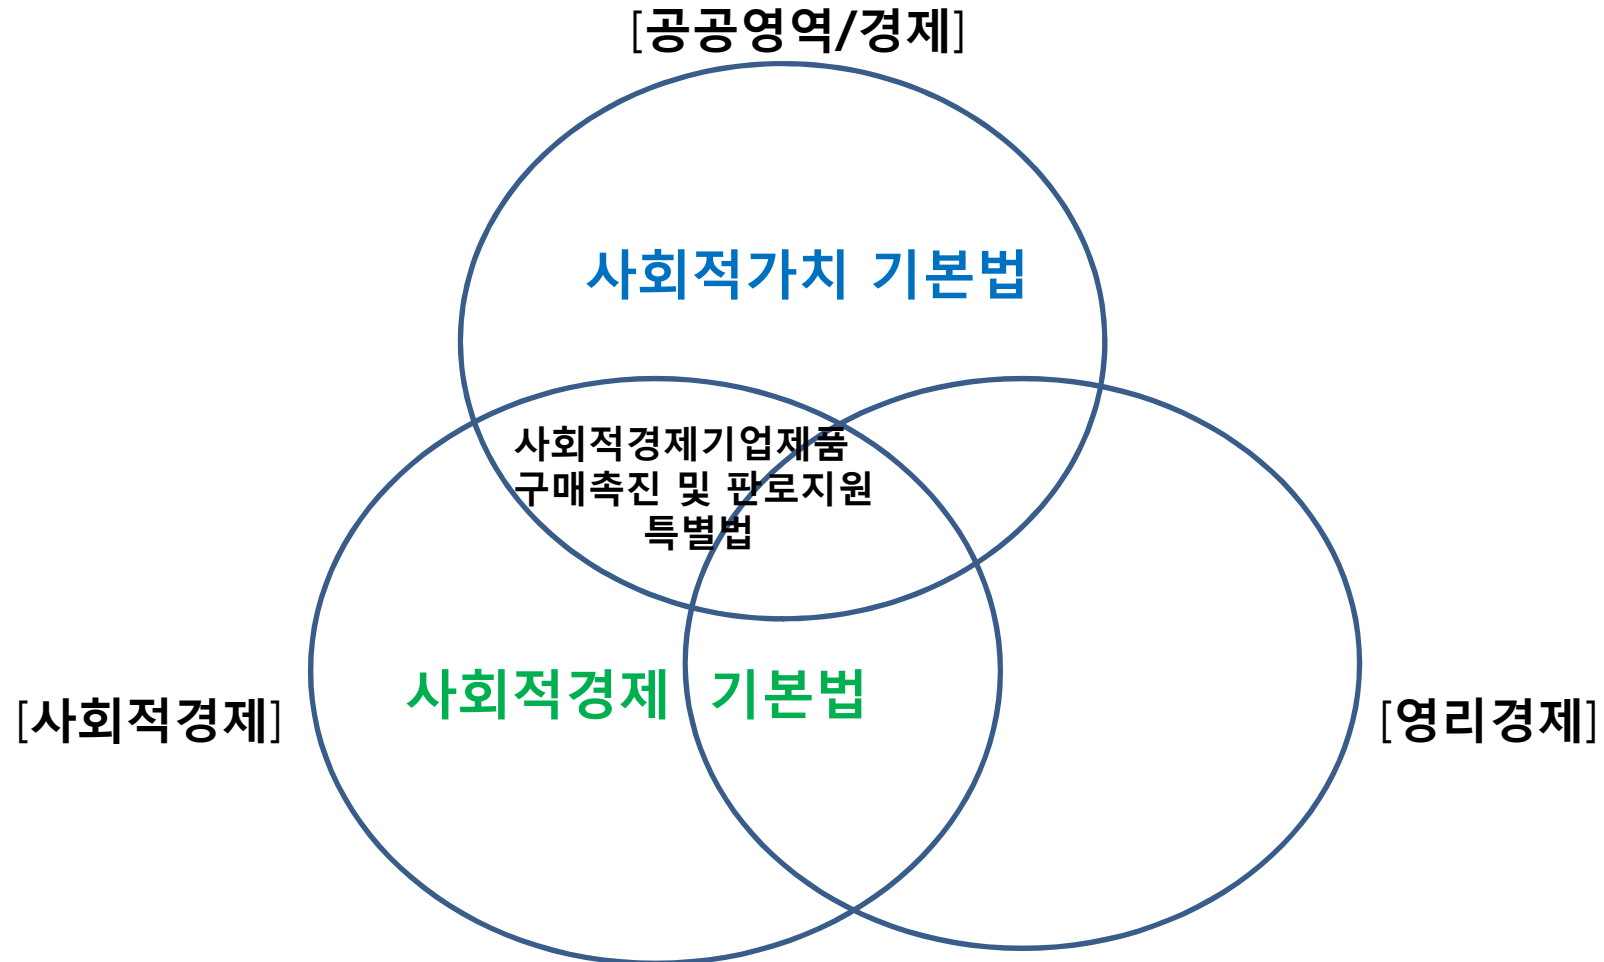 [공공영역/경제]
사회적가치 기본법
사회적경제기업제품
구매촉진 및 판로지원
특별법
사회적경제 기본법
[사회적경제]
[영리경제]